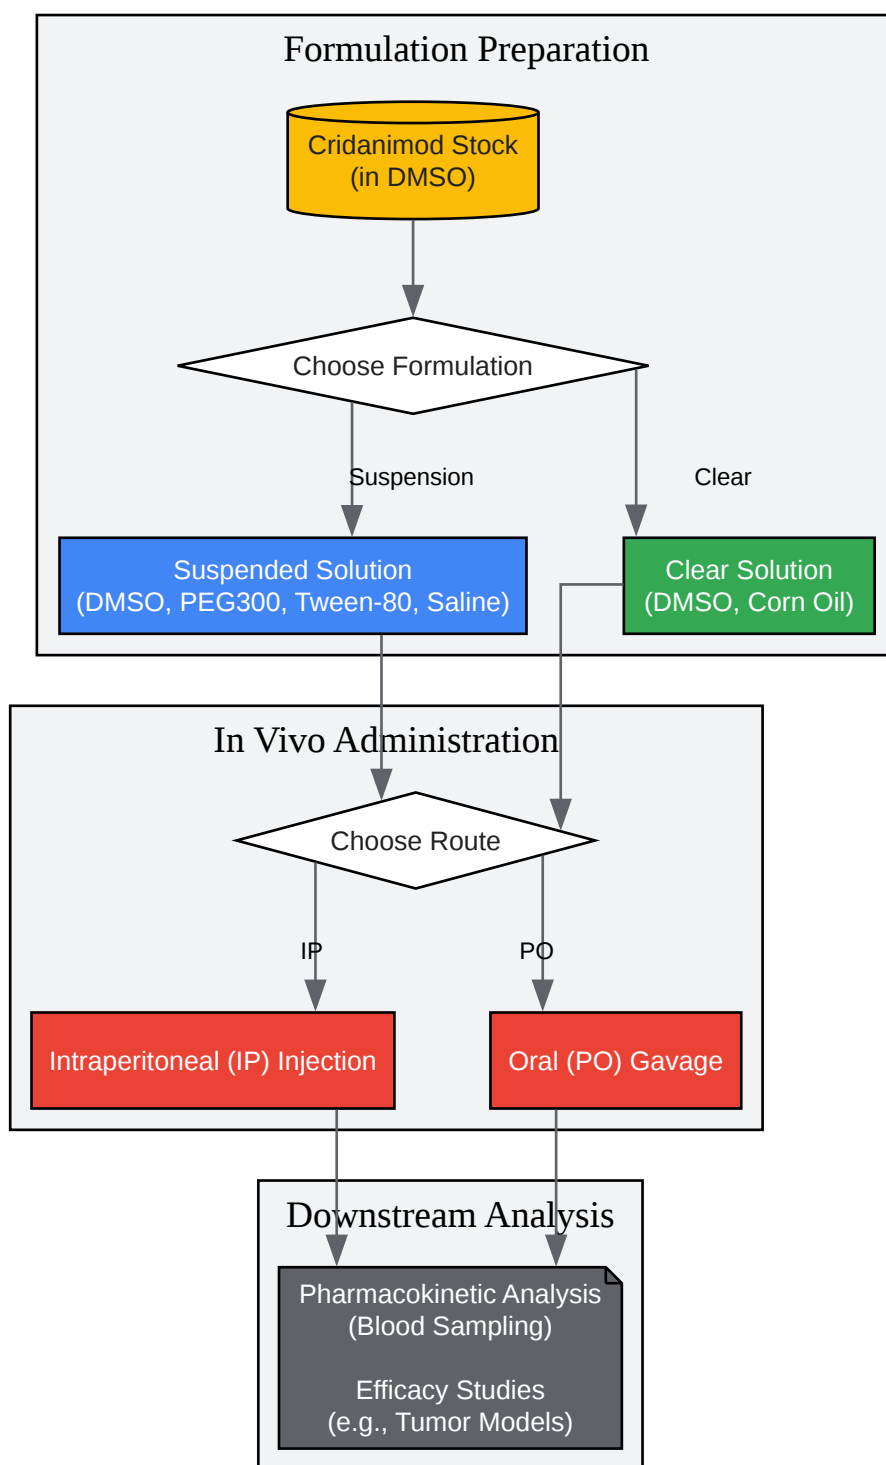 Formulation Preparation
Cridanimod Stock
(in DMSO)
Choose Formulation
Suspension
Clear
Suspended Solution
(DMSO, PEG300, Tween-80, Saline)
Clear Solution
(DMSO, Corn Oil)
In Vivo Administration
Choose Route
IP
PO
Intraperitoneal (IP) Injection
Oral (PO) Gavage
Downstream Analysis
Pharmacokinetic Analysis
(Blood Sampling)
Efficacy Studies
(e.g., Tumor Models)